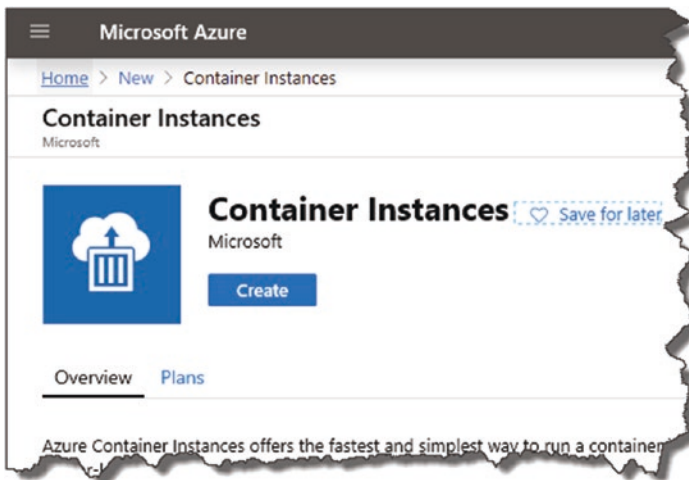 Microsoft Azure
Home > New > Container Instances
Container Instances
Microsoft
Container Instances Save for later
Microsoft
Create
Overview Plans
Azure Container Instances offers the fastest and simplest way to run a container